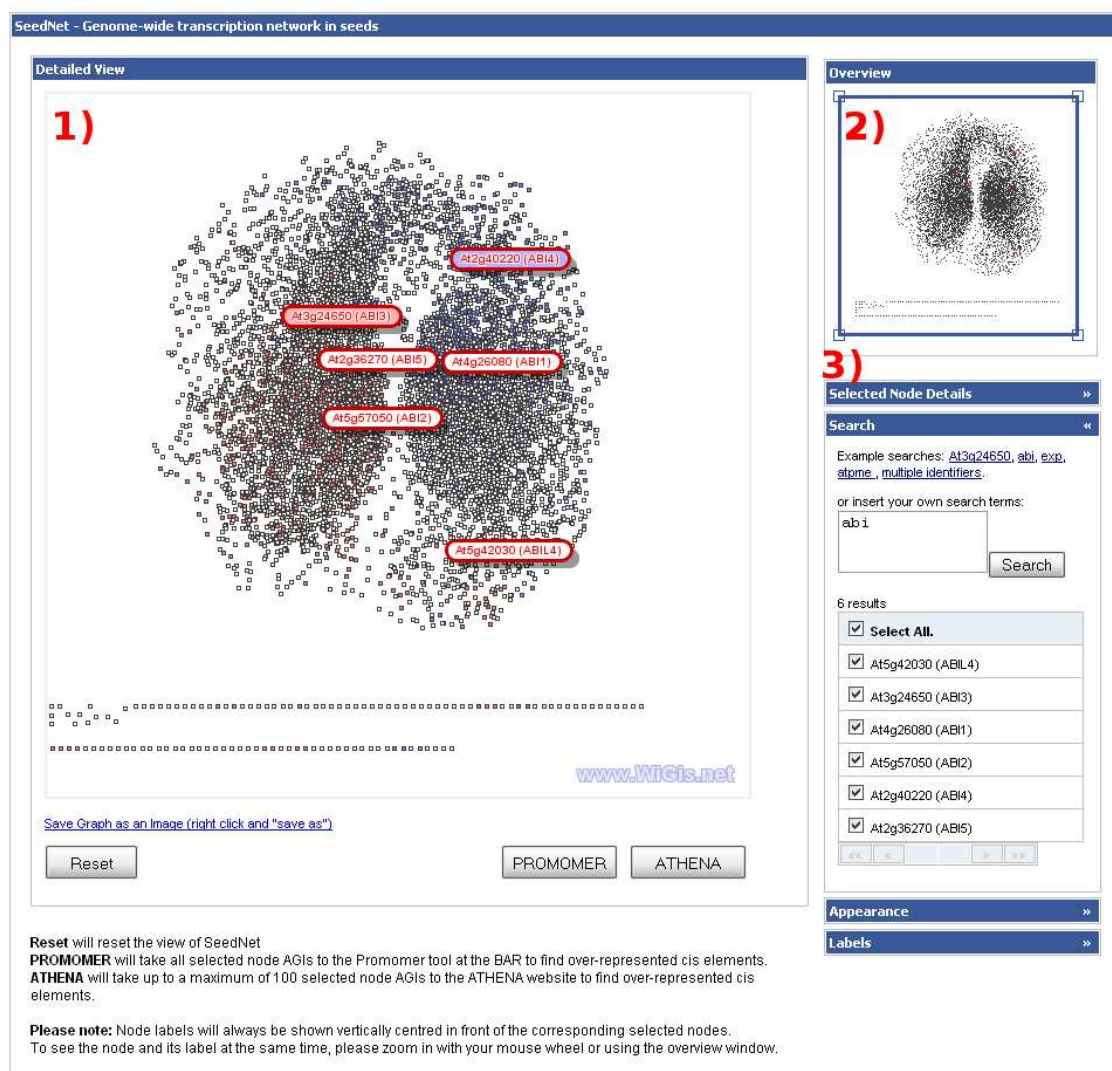 SeedNet - Genome-wide transcription network in seeds
Detailed View
1)
At2g40220 (ABI4)
At3g24650 (ABI3)
At2g36270 (ABI5)
At4g26080 (ABI1)
At5g57050 (ABI2)
At5g42030 (ABIL4)
www.WiGis.net
Save Graph as an Image (right click and "save as")
Reset
PROMOMER
ATHENA
Overview
2)
3)
Selected Node Details »
Search «
Example searches: At3g24650, abi, exp,
atpme , multiple identifiers.
or insert your own search terms:
abi
Search
6 results
Select All.
At5g42030 (ABIL4)
At3g24650 (ABI3)
At4g26080 (ABI1)
At5g57050 (ABI2)
At2g40220 (ABI4)
At2g36270 (ABI5)
«« « » »»
Appearance »
Labels »
Reset will reset the view of SeedNet
PROMOMER will take all selected node AGIs to the Promomer tool at the BAR to find over-represented cis elements.
ATHENA will take up to a maximum of 100 selected node AGIs to the ATHENA website to find over-represented cis
elements.
Please note: Node labels will always be shown vertically centred in front of the corresponding selected nodes.
To see the node and its label at the same time, please zoom in with your mouse wheel or using the overview window.